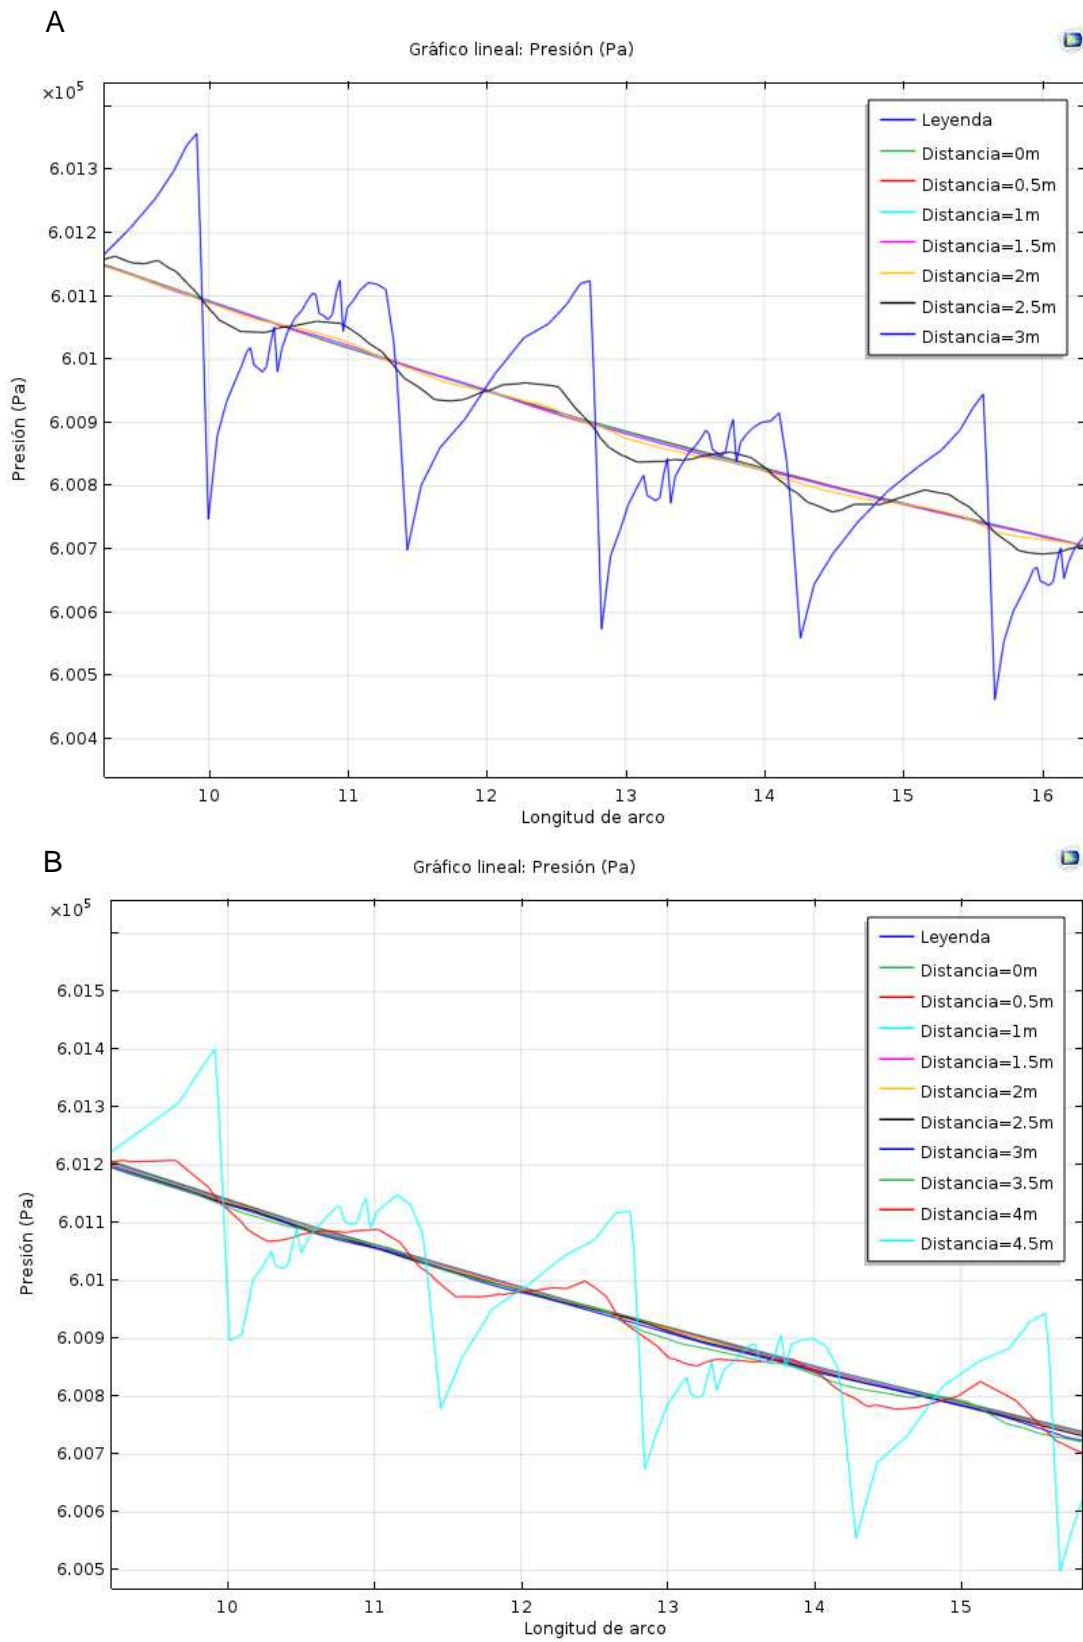 A
Gráfico lineal: Presión (Pa)
×10⁵
6.013
6.012
6.011
6.01
6.009
6.008
6.007
6.006
6.005
6.004
Presión (Pa)
10 11 12 13 14 15 16
Longitud de arco
Leyenda
Distancia=0m
Distancia=0.5m
Distancia=1m
Distancia=1.5m
Distancia=2m
Distancia=2.5m
Distancia=3m
B
Gráfico lineal: Presión (Pa)
×10⁵
6.015
6.014
6.013
6.012
6.011
6.01
6.009
6.008
6.007
6.006
6.005
Presión (Pa)
10 11 12 13 14 15
Longitud de arco
Leyenda
Distancia=0m
Distancia=0.5m
Distancia=1m
Distancia=1.5m
Distancia=2m
Distancia=2.5m
Distancia=3m
Distancia=3.5m
Distancia=4m
Distancia=4.5m